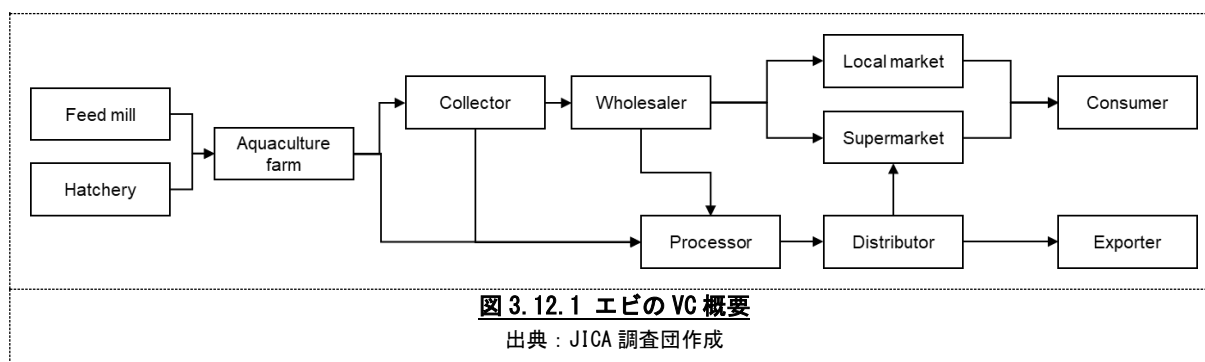 Feed mill
Hatchery
Aquaculture
farm
Collector
Wholesaler
Local market
Supermarket
Consumer
Processor
Distributor
Exporter
図 3.12.1 エビの VC 概要
出典：JICA 調査団作成